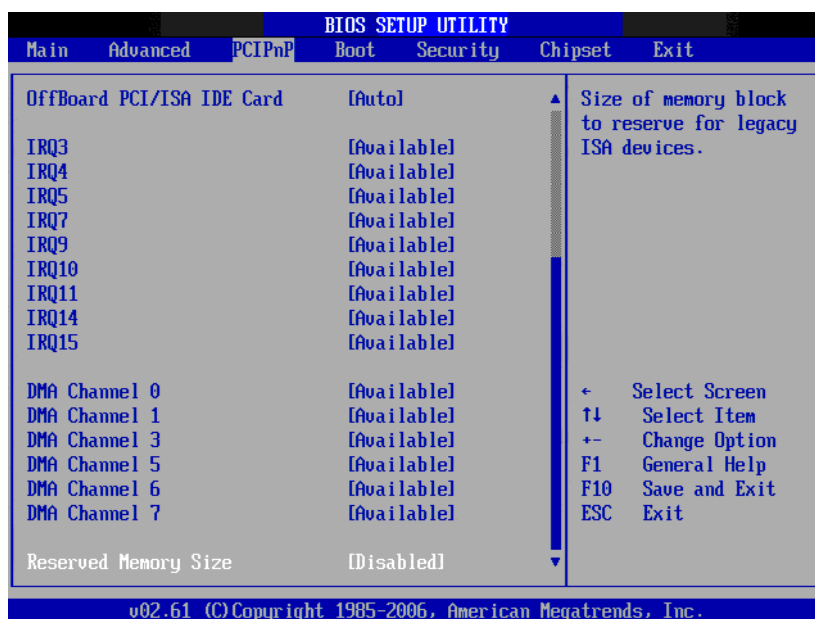 BIOS SETUP UTILITY
Main Advanced PCIPnP Boot Security Chipset Exit
OffBoard PCI/ISA IDE Card [Auto]
IRQ3 [Available]
IRQ4 [Available]
IRQ5 [Available]
IRQ7 [Available]
IRQ9 [Available]
IRQ10 [Available]
IRQ11 [Available]
IRQ14 [Available]
IRQ15 [Available]
DMA Channel 0 [Available]
DMA Channel 1 [Available]
DMA Channel 3 [Available]
DMA Channel 5 [Available]
DMA Channel 6 [Available]
DMA Channel 7 [Available]
Reserved Memory Size [Disabled]
Size of memory block
to reserve for legacy
ISA devices.
← Select Screen
↑↓ Select Item
+- Change Option
F1 General Help
F10 Save and Exit
ESC Exit
v02.61 (C)Copyright 1985-2006, American Megatrends, Inc.